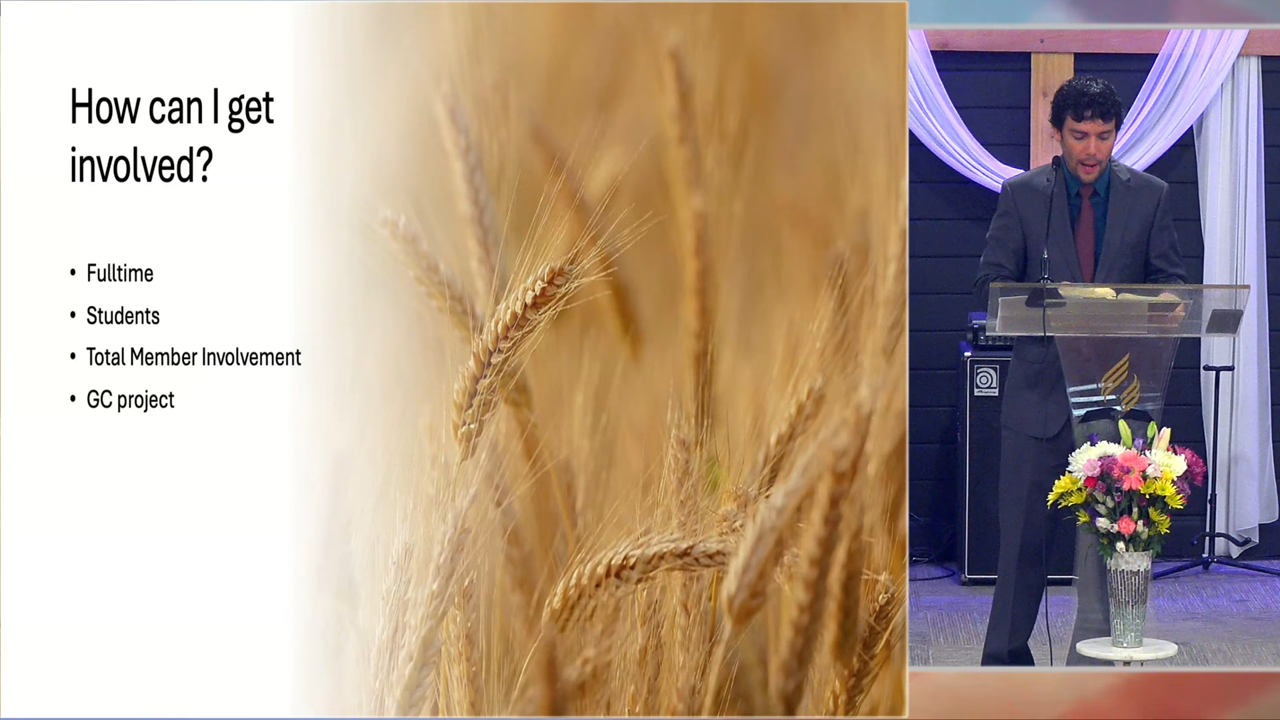 How can I get
involved?
• Fulltime
• Students
• Total Member Involvement
• GC project